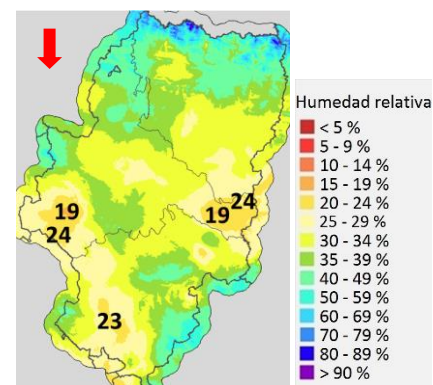 19
24
19
24
23
Humedad relativa
< 5 %
5 - 9 %
10 - 14 %
15 - 19 %
20 - 24 %
25 - 29 %
30 - 34 %
35 - 39 %
40 - 49 %
50 - 59 %
60 - 69 %
70 - 79 %
80 - 89 %
> 90 %